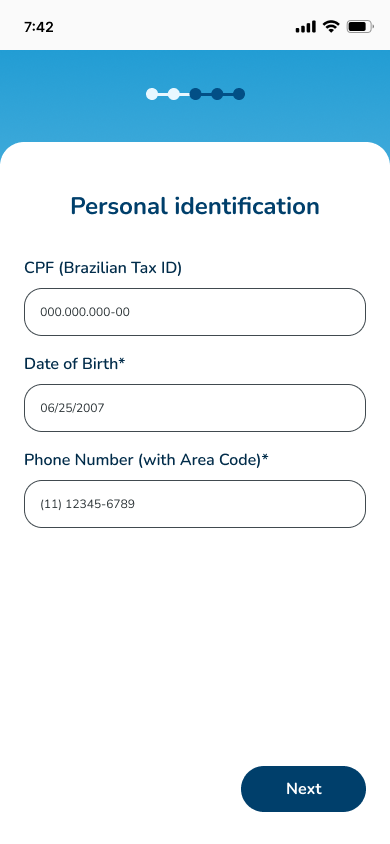 7:42
Personal identification
CPF (Brazilian Tax ID)
000.000.000-00
Date of Birth*
06/25/2007
Phone Number (with Area Code)*
(11) 12345-6789
Next